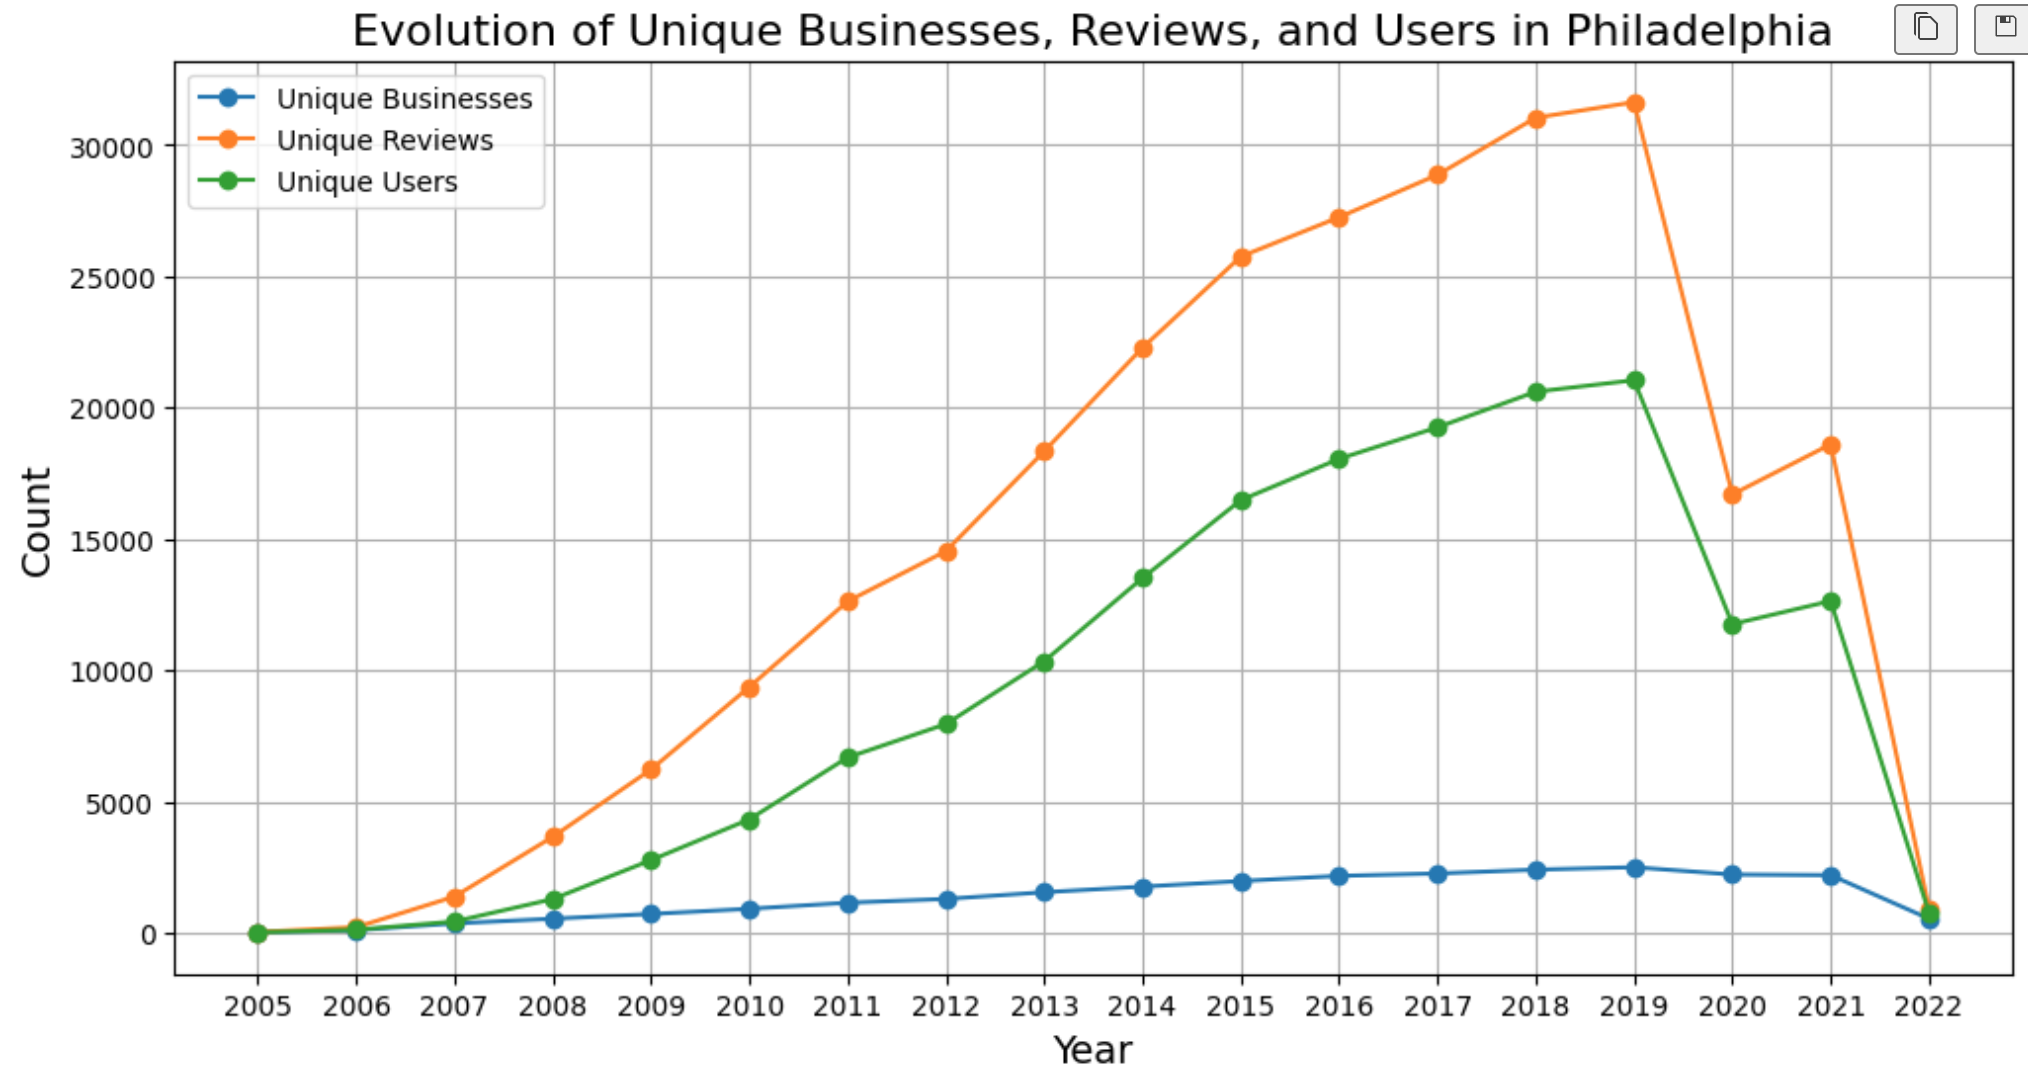 Evolution of Unique Businesses, Reviews, and Users in Philadelphia
Unique Businesses
Unique Reviews
Unique Users
30000
25000
20000
15000
10000
5000
0
Count
2005 2006 2007 2008 2009 2010 2011 2012 2013 2014 2015 2016 2017 2018 2019 2020 2021 2022
Year